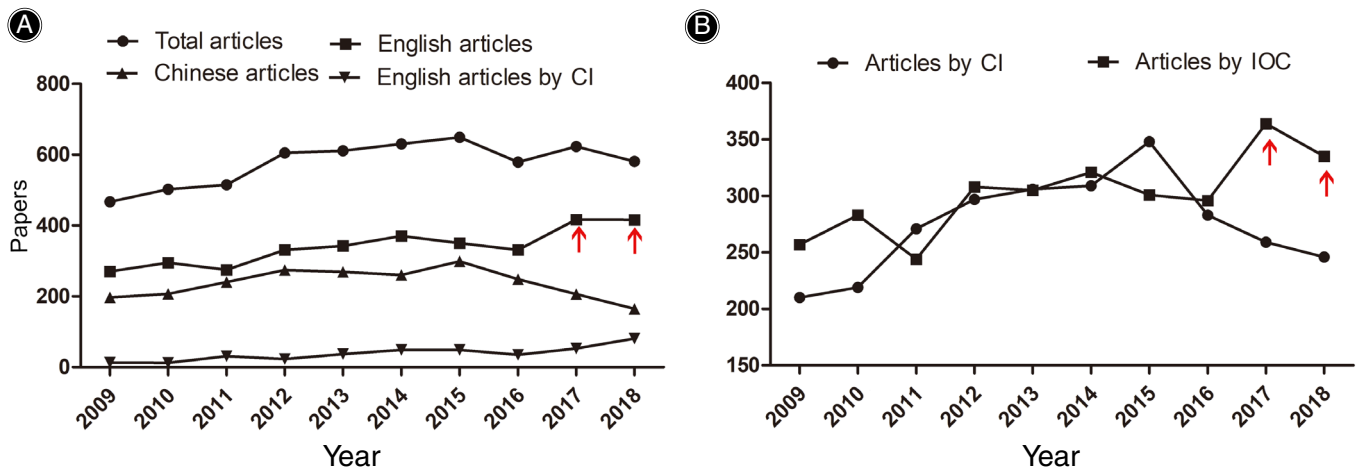 A
Total articles
English articles
Chinese articles
English articles by CI
800
600
400
200
0
Papers
2009
2010
2011
2012
2013
2014
2015
2016
2017
2018
Year
B
Articles by CI
Articles by IOC
400
350
300
250
200
150
2009
2010
2011
2012
2013
2014
2015
2016
2017
2018
Year